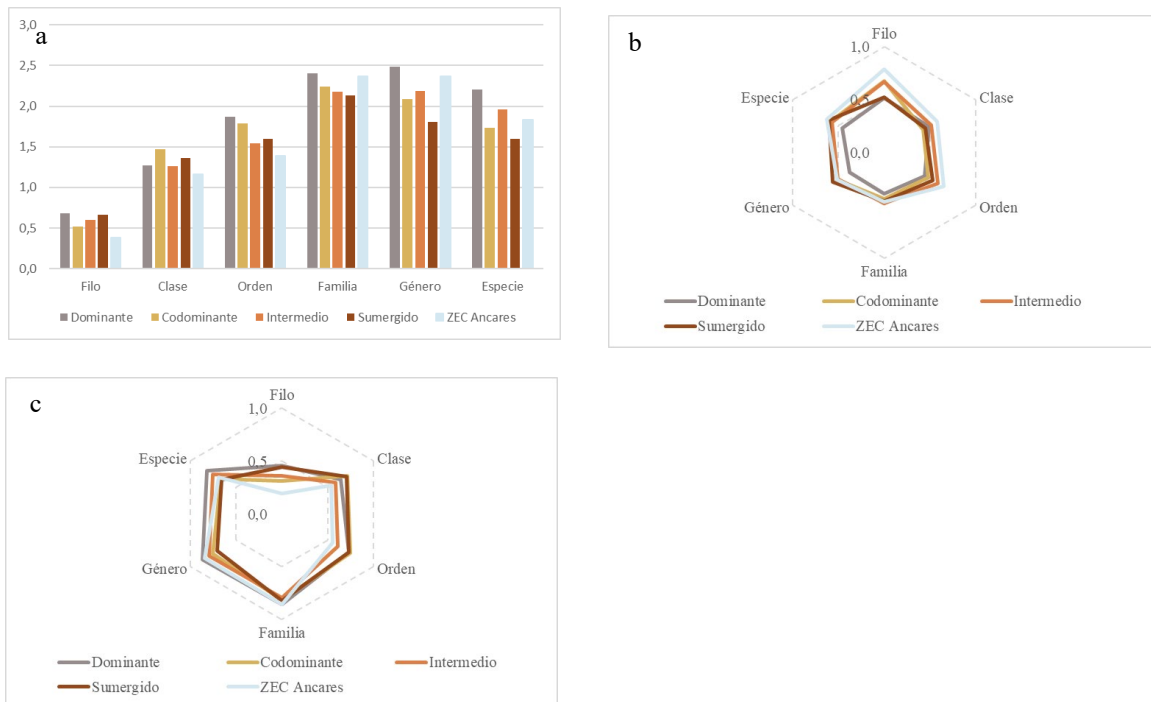 a
3,0
2,5
2,0
1,5
1,0
0,5
0,0
Filo Clase Orden Familia Género Especie
Dominante Codominante Intermedio Sumergido ZEC Ancares
b
Filo
1,0
Especie 0,5 Clase
0,0
Género Orden
Familia
Dominante Codominante Intermedio
Sumergido ZEC Ancares
c
Filo
1,0
Especie 0,5 Clase
0,0
Género Orden
Familia
Dominante Codominante Intermedio
Sumergido ZEC Ancares